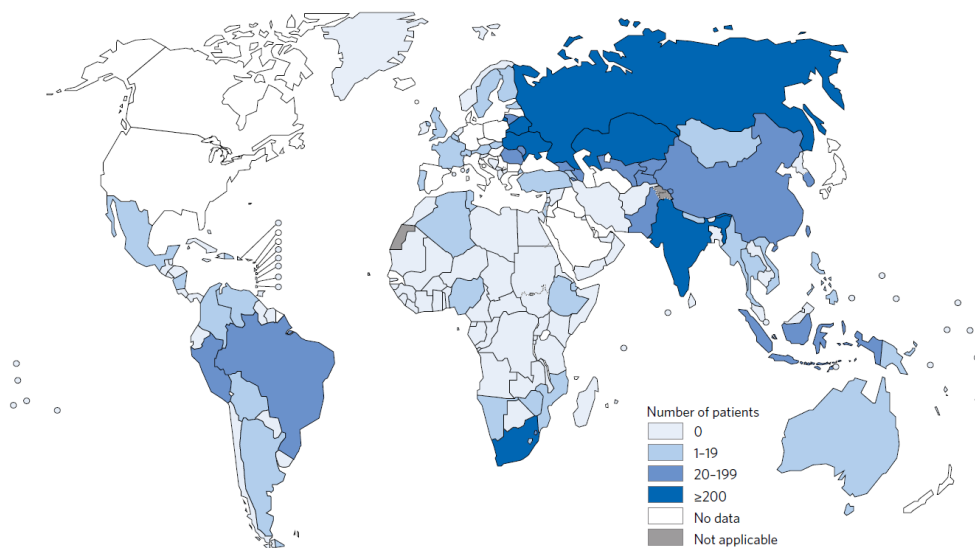 Number of patients
0
1–19
20–199
≥200
No data
Not applicable